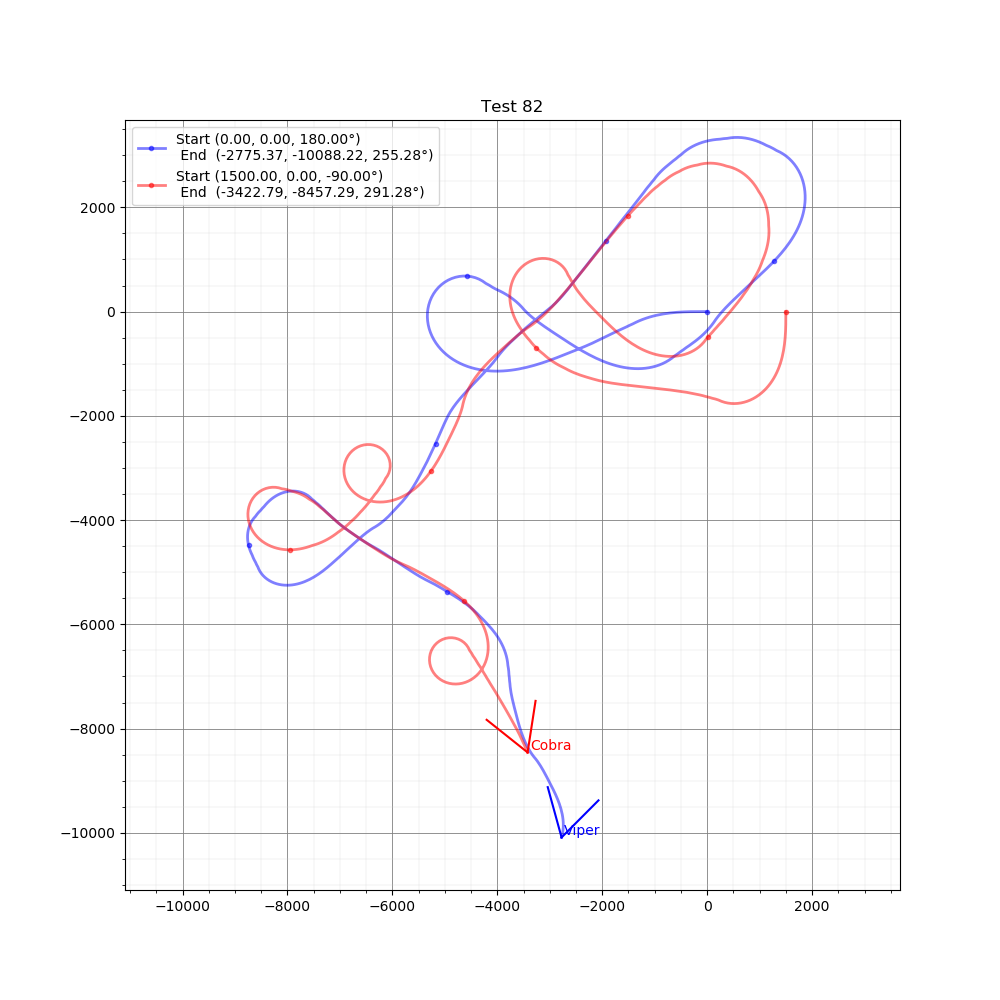 Test 82
Start (0.00, 0.00, 180.00°)
End  (-2775.37, -10088.22, 255.28°)
Start (1500.00, 0.00, -90.00°)
End  (-3422.79, -8457.29, 291.28°)
2000
0
−2000
−4000
−6000
−8000
−10000
Cobra
Viper
−10000
−8000
−6000
−4000
−2000
0
2000